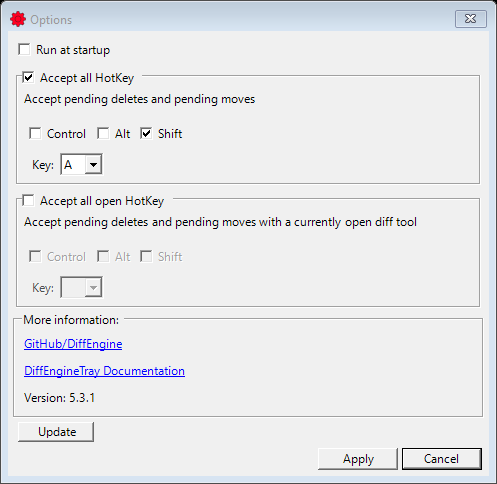 Options
Run at startup
Accept all HotKey
Accept pending deletes and pending moves
Control Alt Shift
Key: A
Accept all open HotKey
Accept pending deletes and pending moves with a currently open diff tool
Control Alt Shift
Key:
More information:
GitHub/DiffEngine
DiffEngineTray Documentation
Version: 5.3.1
Update
Apply Cancel